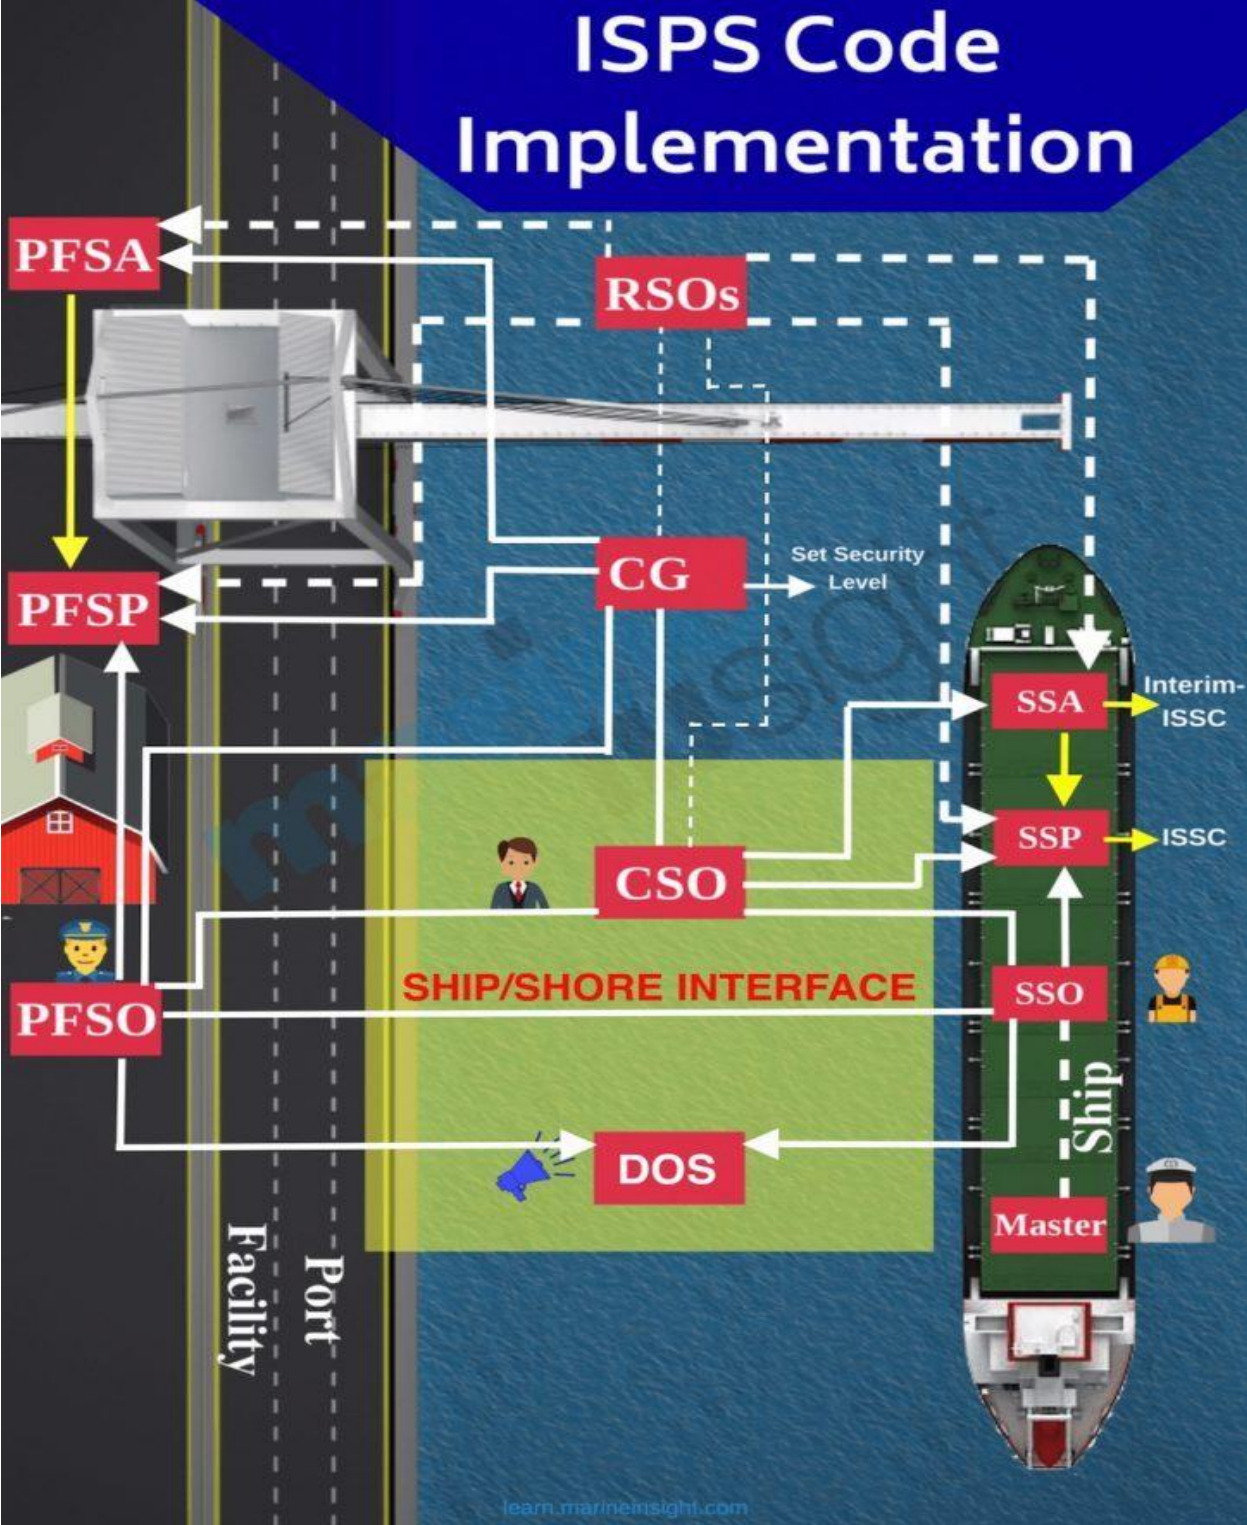 ISPS Code
Implementation
PFSA
RSOs
CG
Set Security
Level
PFSP
SSA
Interim-
ISSC
SSP
ISSC
CSO
SHIP/SHORE INTERFACE
SSO
PFSO
Ship
DOS
Master
Port
Facility
learn.marineinsight.com